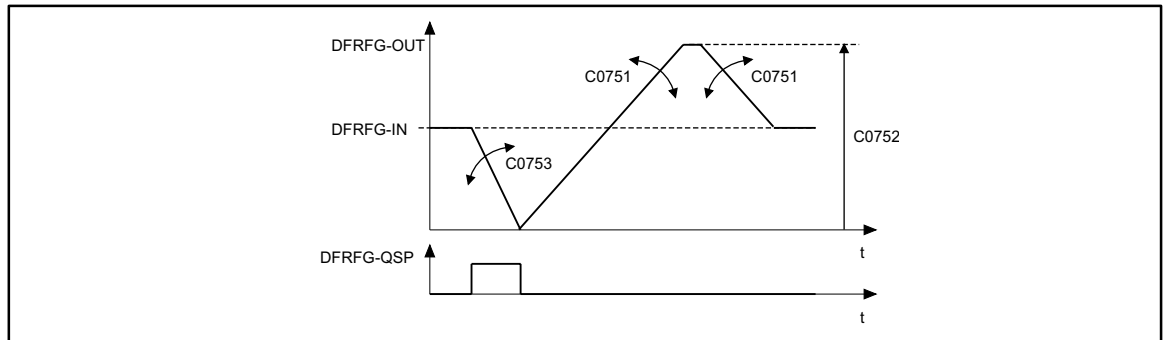 DFRFG-OUT
C0751
C0751
DFRFG-IN
C0752
C0753
t
DFRFG-QSP
t